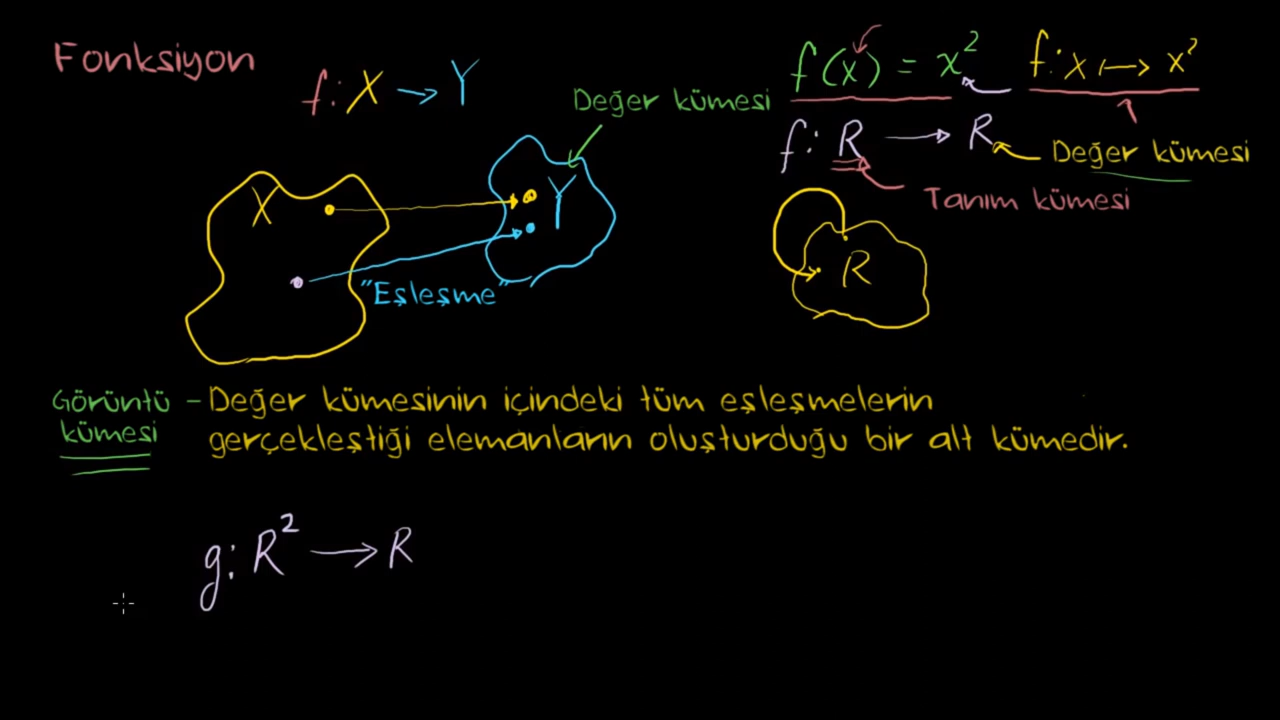 Fonksiyon
f: X → Y
Değer kümesi
X
Y
"Eşleşme"
f(x) = x²
f: x ↦ x²
f: R → R
Değer kümesi
Tanım kümesi
R
Görüntü kümesi – Değer kümesinin içindeki tüm eşleşmelerin
gerçekleştiği elemanların oluşturduğu bir alt kümedir.
g: R² → R